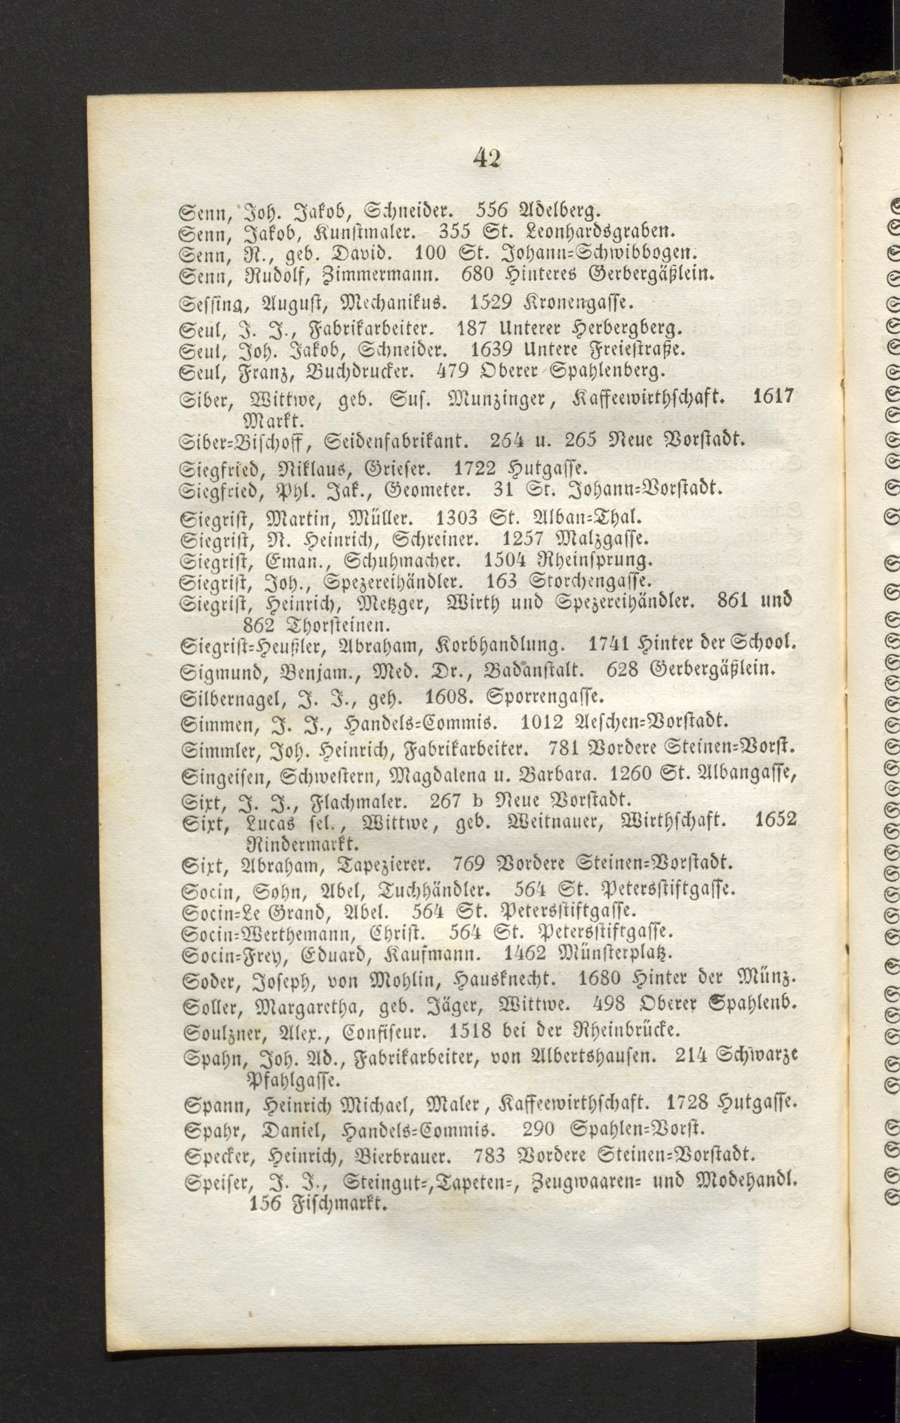 42
Senn, Joh. Jakob, Schneider. 556 Adelberg.
Senn, Jakob, Kunstmaler. 355 St. Leonhardsgraben.
Senn, R., geb. David. 100 St. Johann=Schwibbogen.
Senn, Rudolf, Zimmermann. 680 Hinteres Gerbergäßlein.
Sessing, August, Mechanikus. 1529 Kronengasse.
Seul, J. J., Fabrikarbeiter. 187 Unterer Herbergberg.
Seul, Joh. Jakob, Schneider. 1639 Untere Freiestraße.
Seul, Franz, Buchdrucker. 479 Oberer Spahlenberg.
Siber, Wittwe, geb. Sus. Munzinger, Kaffeewirthschaft. 1617
Markt.
Siber=Bischoff, Seidenfabrikant. 264 u. 265 Neue Vorstadt.
Siegfried, Niklaus, Grieser. 1722 Hutgasse.
Siegfried, Phl. Jak., Geometer. 31 St. Johann=Vorstadt.
Siegrist, Martin, Müller. 1303 St. Alban=Thal.
Siegrist, N. Heinrich, Schreiner. 1257 Malzgasse.
Siegrist, Eman., Schuhmacher. 1504 Rheinsprung.
Siegrist, Joh., Spezereihändler. 163 Storchengasse.
Siegrist, Heinrich, Metzger, Wirth und Spezereihändler. 861 und
862 Thorsteinen.
Siegrist=Heußler, Abraham, Korbhandlung. 1741 Hinter der School.
Sigmund, Benjam., Med. Dr., Badanstalt. 628 Gerbergäßlein.
Silbernagel, J. J., geh. 1608. Sporrengasse.
Simmen, J. J., Handels=Commis. 1012 Aeschen=Vorstadt.
Simmler, Joh. Heinrich, Fabrikarbeiter. 781 Vordere Steinen=Vorst.
Singeisen, Schwestern, Magdalena u. Barbara. 1260 St. Albangasse,
Sixt, J. J., Flachmaler. 267 b Neue Vorstadt.
Sixt, Lucas sel., Wittwe, geb. Weitnauer, Wirthschaft. 1652
Rindermarkt.
Sixt, Abraham, Tapezierer. 769 Vordere Steinen=Vorstadt.
Socin, Sohn, Abel, Tuchhändler. 564 St. Petersstiftgasse.
Socin=Le Grand, Abel. 564 St. Petersstiftgasse.
Socin=Werthemann, Christ. 564 St. Petersstiftgasse.
Socin=Frey, Eduard, Kaufmann. 1462 Münsterplatz.
Soder, Joseph, von Mohlin, Hausknecht. 1680 Hinter der Münz.
Soller, Margaretha, geb. Jäger, Wittwe. 498 Oberer Spahlenb.
Soulzner, Alex., Confiseur. 1518 bei der Rheinbrücke.
Spahn, Joh. Ad., Fabrikarbeiter, von Albertshausen. 214 Schwarze
Pfahlgasse.
Spann, Heinrich Michael, Maler, Kaffeewirthschaft. 1728 Hutgasse.
Spahr, Daniel, Handels=Commis. 290 Spahlen=Vorst.
Specker, Heinrich, Bierbrauer. 783 Vordere Steinen=Vorstadt.
Speiser, J. J., Steingut=,Tapeten=, Zeugwaaren= und Modehandl.
156 Fischmarkt.